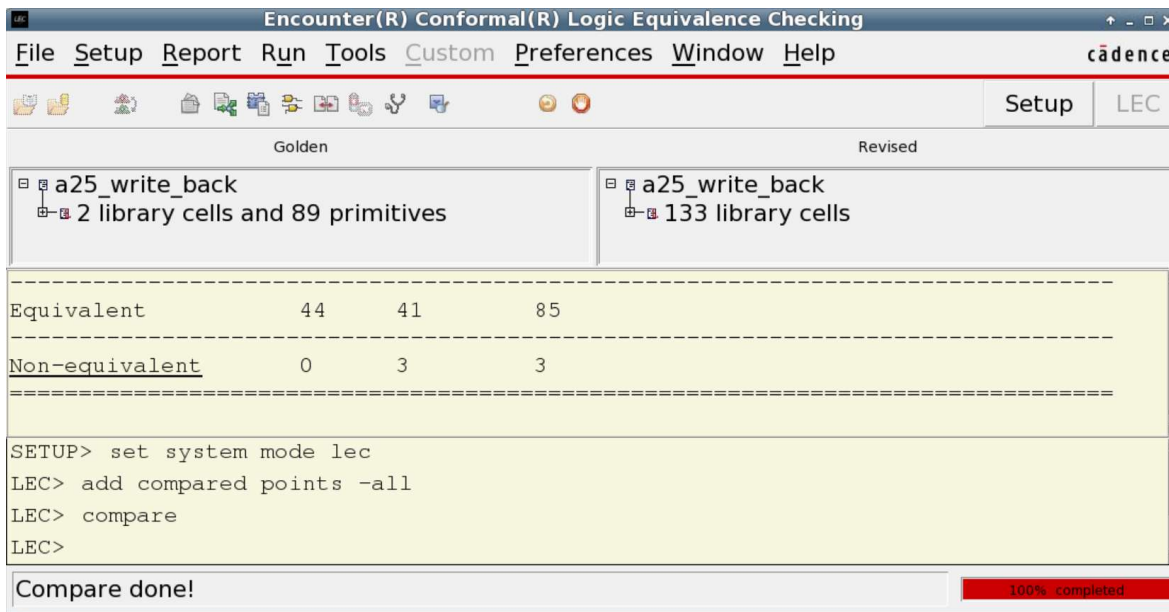 LEC Encounter(R) Conformal(R) Logic Equivalence Checking
File Setup Report Run Tools Custom Preferences Window Help cādence
Setup LEC
Golden Revised
a25_write_back a25_write_back
2 library cells and 89 primitives 133 library cells
--------------------------------------------------------------------------------
Equivalent 44 41 85
--------------------------------------------------------------------------------
Non-equivalent 0 3 3
================================================================================
SETUP> set system mode lec
LEC> add compared points -all
LEC> compare
LEC>
Compare done! 100% completed